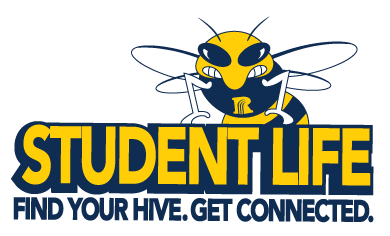 R
STUDENT LIFE
FIND YOUR HIVE. GET CONNECTED.